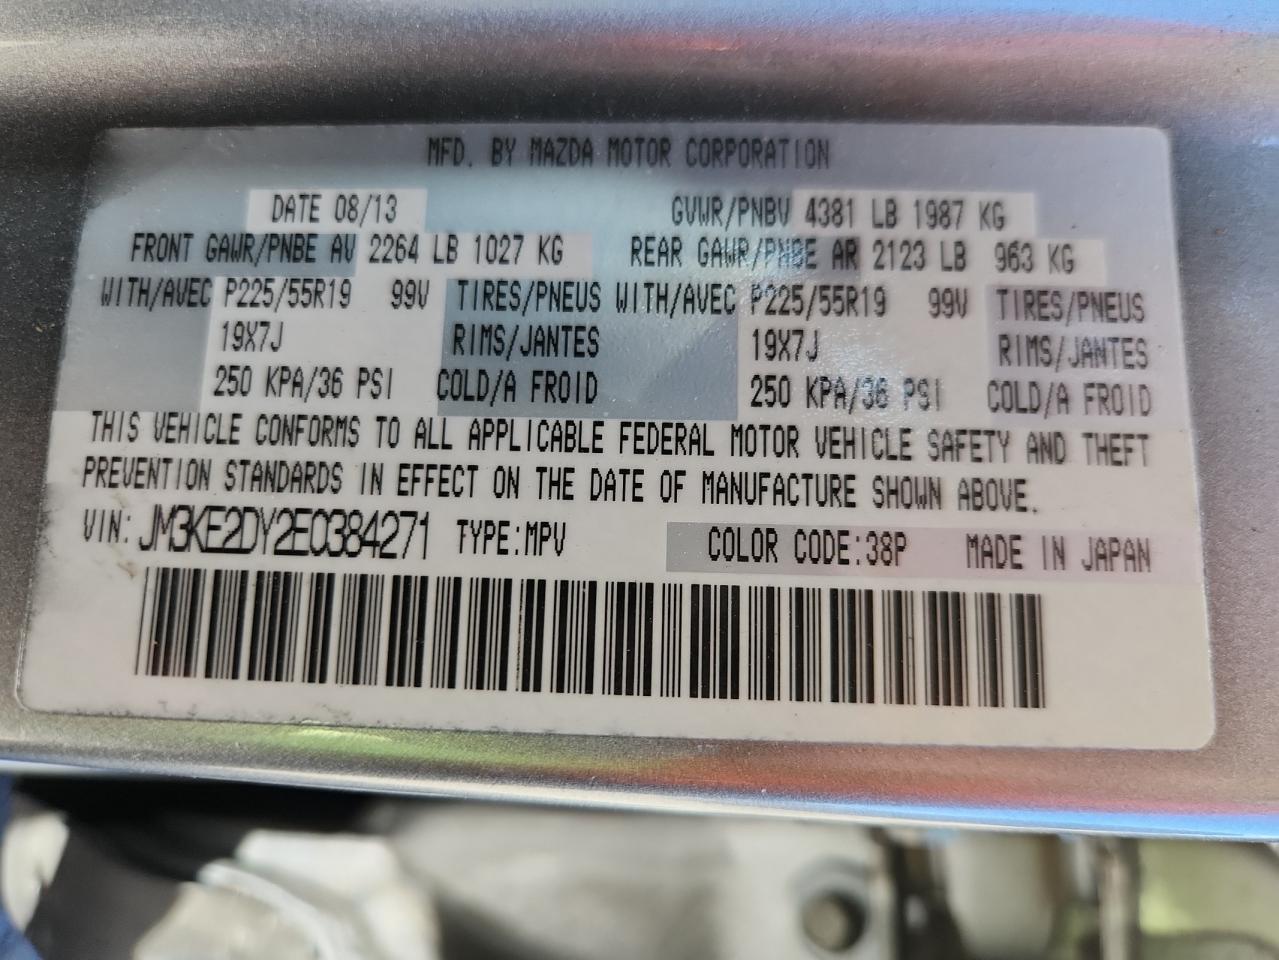 MFD. BY MAZDA MOTOR CORPORATION
DATE 08/13 GVWR/PNBV 4381 LB 1987 KG
FRONT GAWR/PNBE AV 2264 LB 1027 KG REAR GAWR/PNBE AR 2123 LB 963 KG
WITH/AVEC P225/55R19 99V TIRES/PNEUS WITH/AVEC P225/55R19 99V TIRES/PNEUS
19X7J RIMS/JANTES 19X7J RIMS/JANTES
250 KPA/36 PSI COLD/A FROID 250 KPA/36 PSI COLD/A FROID
THIS VEHICLE CONFORMS TO ALL APPLICABLE FEDERAL MOTOR VEHICLE SAFETY AND THEFT
PREVENTION STANDARDS IN EFFECT ON THE DATE OF MANUFACTURE SHOWN ABOVE.
VIN: JM3KE2DY2E0384271 TYPE:MPV COLOR CODE:38P MADE IN JAPAN